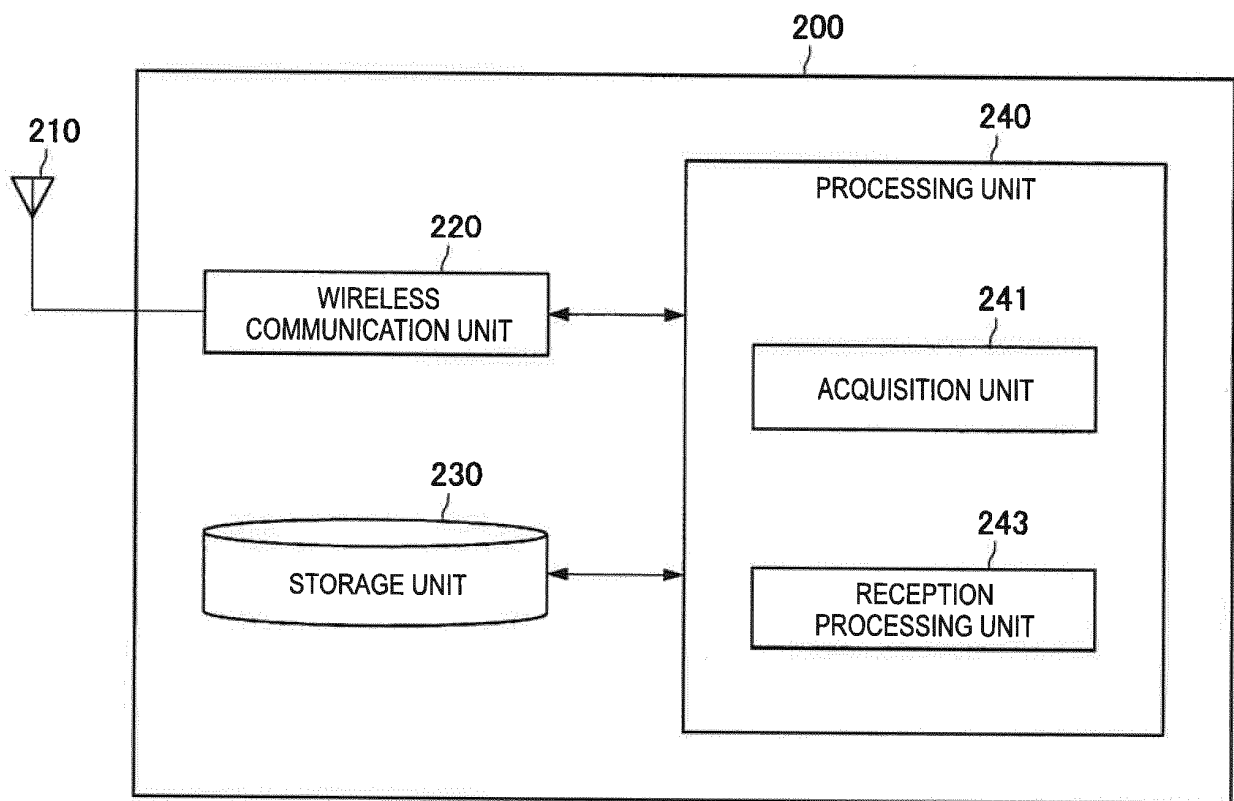 200
210
240
PROCESSING UNIT
220
WIRELESS
COMMUNICATION UNIT
241
ACQUISITION UNIT
230
STORAGE UNIT
243
RECEPTION
PROCESSING UNIT